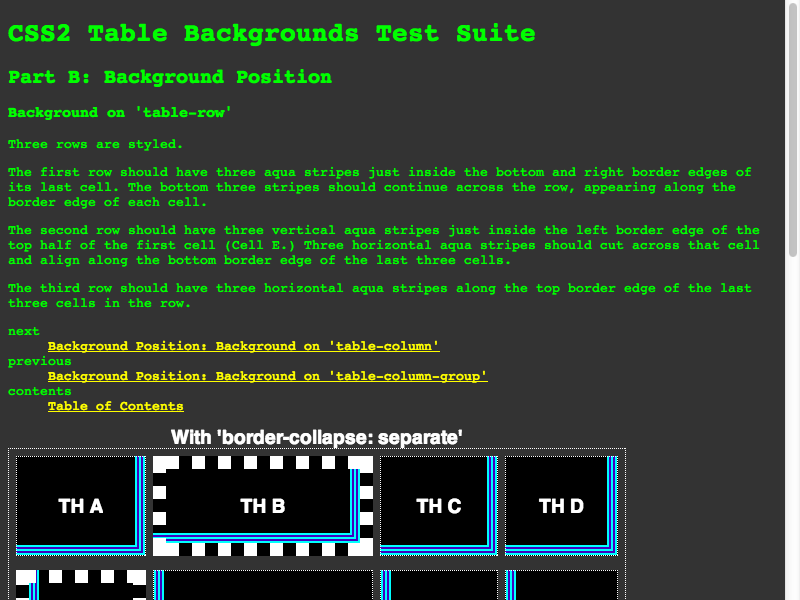 CSS2 Table Backgrounds Test Suite
Part B: Background Position
Background on 'table-row'
Three rows are styled.
The first row should have three aqua stripes just inside the bottom and right border edges of
its last cell. The bottom three stripes should continue across the row, appearing along the
border edge of each cell.
The second row should have three vertical aqua stripes just inside the left border edge of the
top half of the first cell (Cell E.) Three horizontal aqua stripes should cut across that cell
and align along the bottom border edge of the last three cells.
The third row should have three horizontal aqua stripes along the top border edge of the last
three cells in the row.
next
Background Position: Background on 'table-column'
previous
Background Position: Background on 'table-column-group'
contents
Table of Contents
With 'border-collapse: separate'
TH A TH B TH C TH D